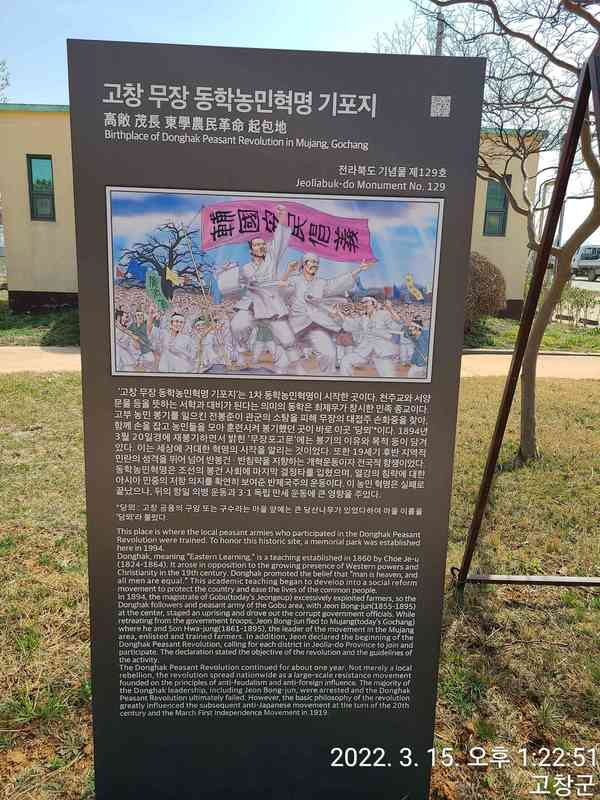 고창 무장 동학농민혁명 기포지
高敞 茂長 東學農民革命 起包地
Birthplace of Donghak Peasant Revolution in Mujang, Gochang
전라북도 기념물 제129호
Jeollabuk-do Monument No. 129
輔國安民倡義
'고창 무장 동학농민혁명 기포지'는 1차 동학농민혁명이 시작한 곳이다. 천주교와 서양
문물 등을 뜻하는 서학과 대비가 된다는 의미의 동학은 최제우가 창시한 민족 종교이다.
고부 농민 봉기를 일으킨 전봉준이 관군의 소탕을 피해 무장의 대접주 손화중을 찾아,
함께 손을 잡고 농민들을 모아 훈련시켜 봉기했던 곳이 바로 이곳 '당뫼'*이다. 1894년
3월 20일경에 재봉기하면서 밝힌 '무장포고문'에는 봉기의 이유와 목적 등이 담겨
있다. 이는 세상에 거대한 혁명의 시작을 알리는 것이었다. 또한 19세기 후반 지역적
민란의 성격을 뛰어 넘어 반봉건·반침략을 지향하는 개혁운동이자 전국적 항쟁이었다.
동학농민혁명은 조선의 봉건 사회에 마지막 결정타를 입혔으며, 열강의 침략에 대한
아시아 민중의 저항 의지를 확연히 보여준 반제국주의 운동이다. 이 농민 혁명은 실패로
끝났으나, 뒤의 항일 의병 운동과 3·1 독립 만세 운동에 큰 영향을 주었다.
*당뫼 : 고창 공음의 구암 또는 구수라는 마을 앞에는 큰 당산나무가 있었다하여 마을 이름을
'당뫼'라 불렀다.
This place is where the local peasant armies who participated in the Donghak Peasant
Revolution were trained. To honor this historic site, a memorial park was established
here in 1994.
Donghak, meaning "Eastern Learning," is a teaching established in 1860 by Choe Je-u
(1824-1864). It arose in opposition to the growing presence of Western powers and
Christianity in the 19th century. Donghak promoted the belief that "man is heaven, and
all men are equal." This academic teaching began to develop into a social reform
movement to protect the country and ease the lives of the common people.
In 1894, the magistrate of Gobu(today's Jeongeup) excessively exploited farmers, so the
Donghak followers and peasant army of the Gobu area, with Jeon Bong-jun(1855-1895)
at the center, staged an uprising and drove out the corrupt government officials. While
retreating from the government troops, Jeon Bong-jun fled to Mujang(today's Gochang)
where he and Son Hwa-jung(1861-1895), the leader of the movement in the Mujang
area, enlisted and trained farmers. In addition, Jeon declared the beginning of the
Donghak Peasant Revolution, calling for each district in Jeolla-do Province to join and
participate. The declaration stated the objective of the revolution and the guidelines of
the activity.
The Donghak Peasant Revolution continued for about one year. Not merely a local
rebellion, the revolution spread nationwide as a large-scale resistance movement
founded on the principles of anti-feudalism and anti-foreign influence. The majority of
the Donghak leadership, including Jeon Bong-jun, were arrested and the Donghak
Peasant Revolution ultimately failed. However, the basic philosophy of the revolution
greatly influenced the subsequent anti-Japanese movement at the turn of the 20th
century and the March First Independence Movement in 1919.
2022. 3. 15. 오후 1:22:51
고창군